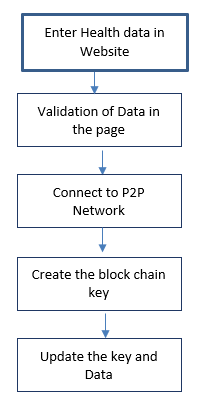 Enter Health data in
Website
Validation of Data in
the page
Connect to P2P
Network
Create the block chain
key
Update the key and
Data